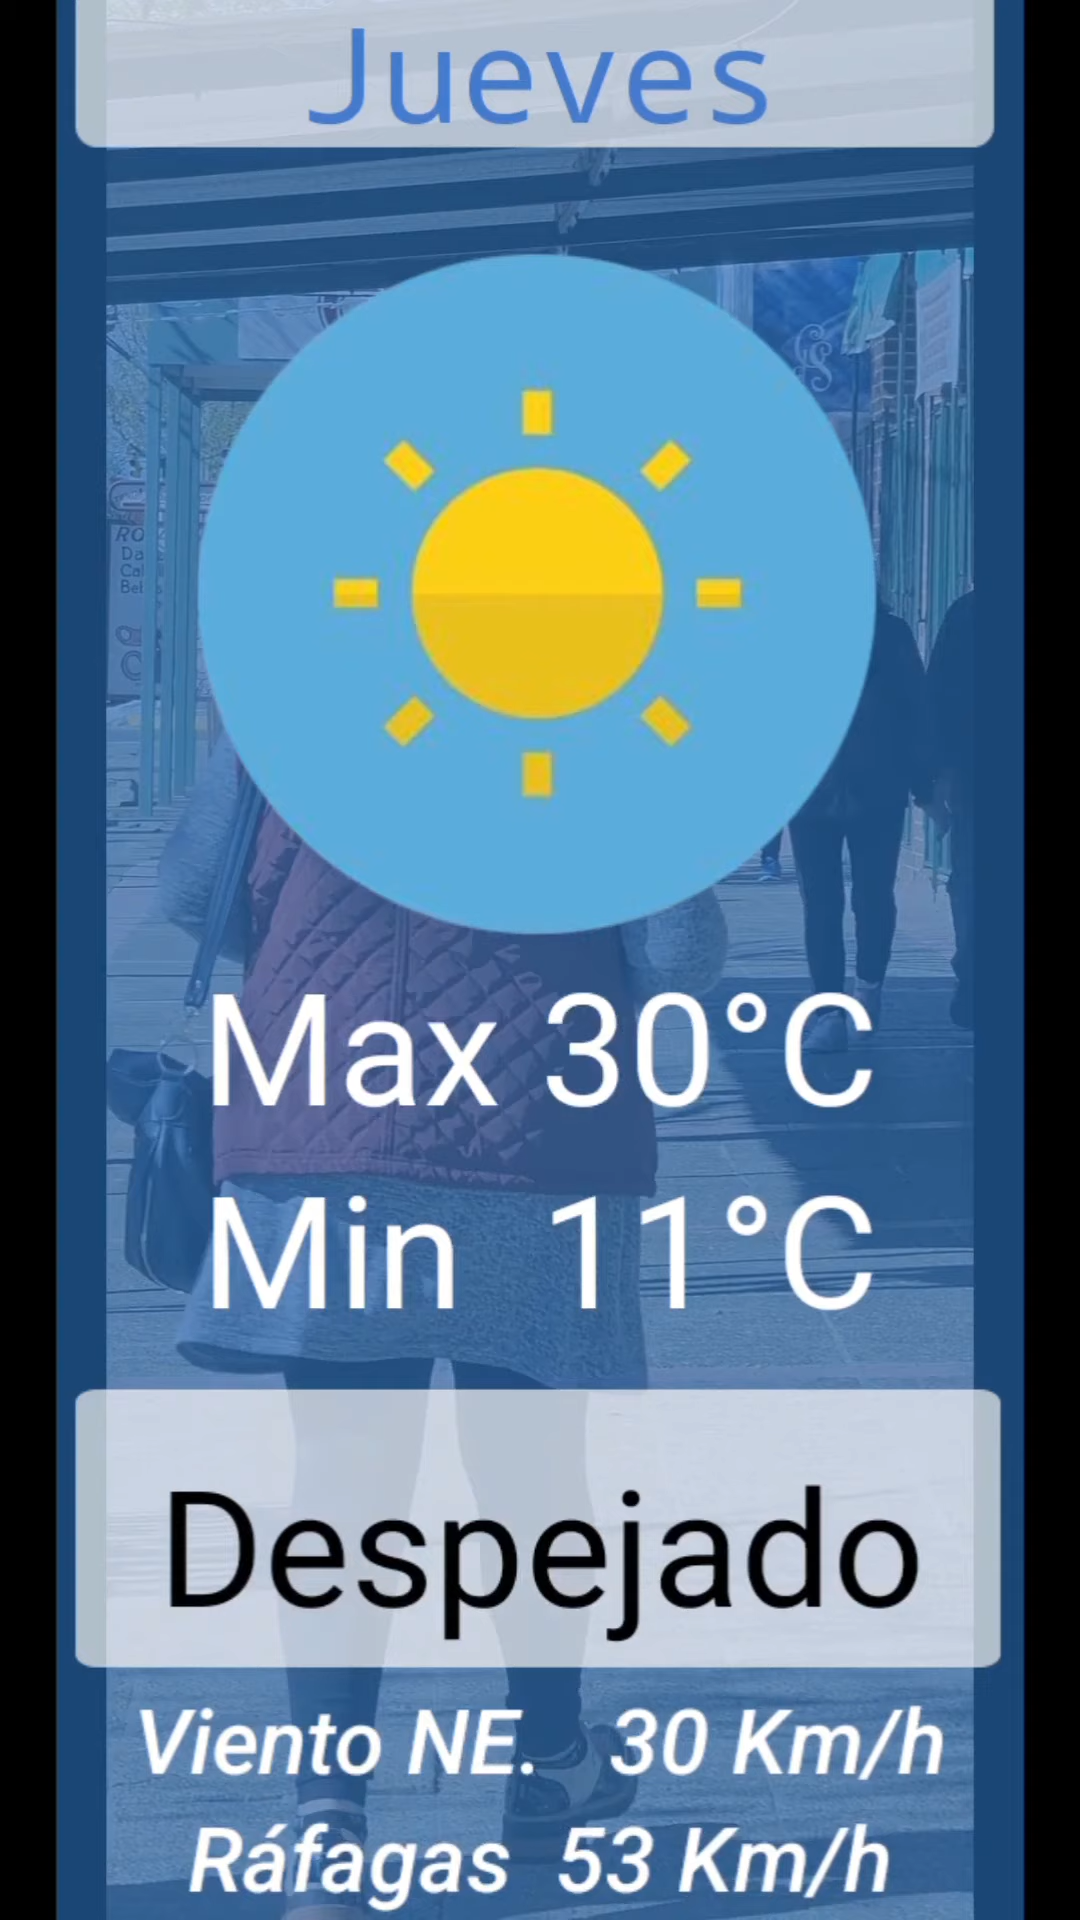 Jueves
Max 30°C
Min 11°C
Despejado
Viento NE. 30 Km/h
Ráfagas 53 Km/h